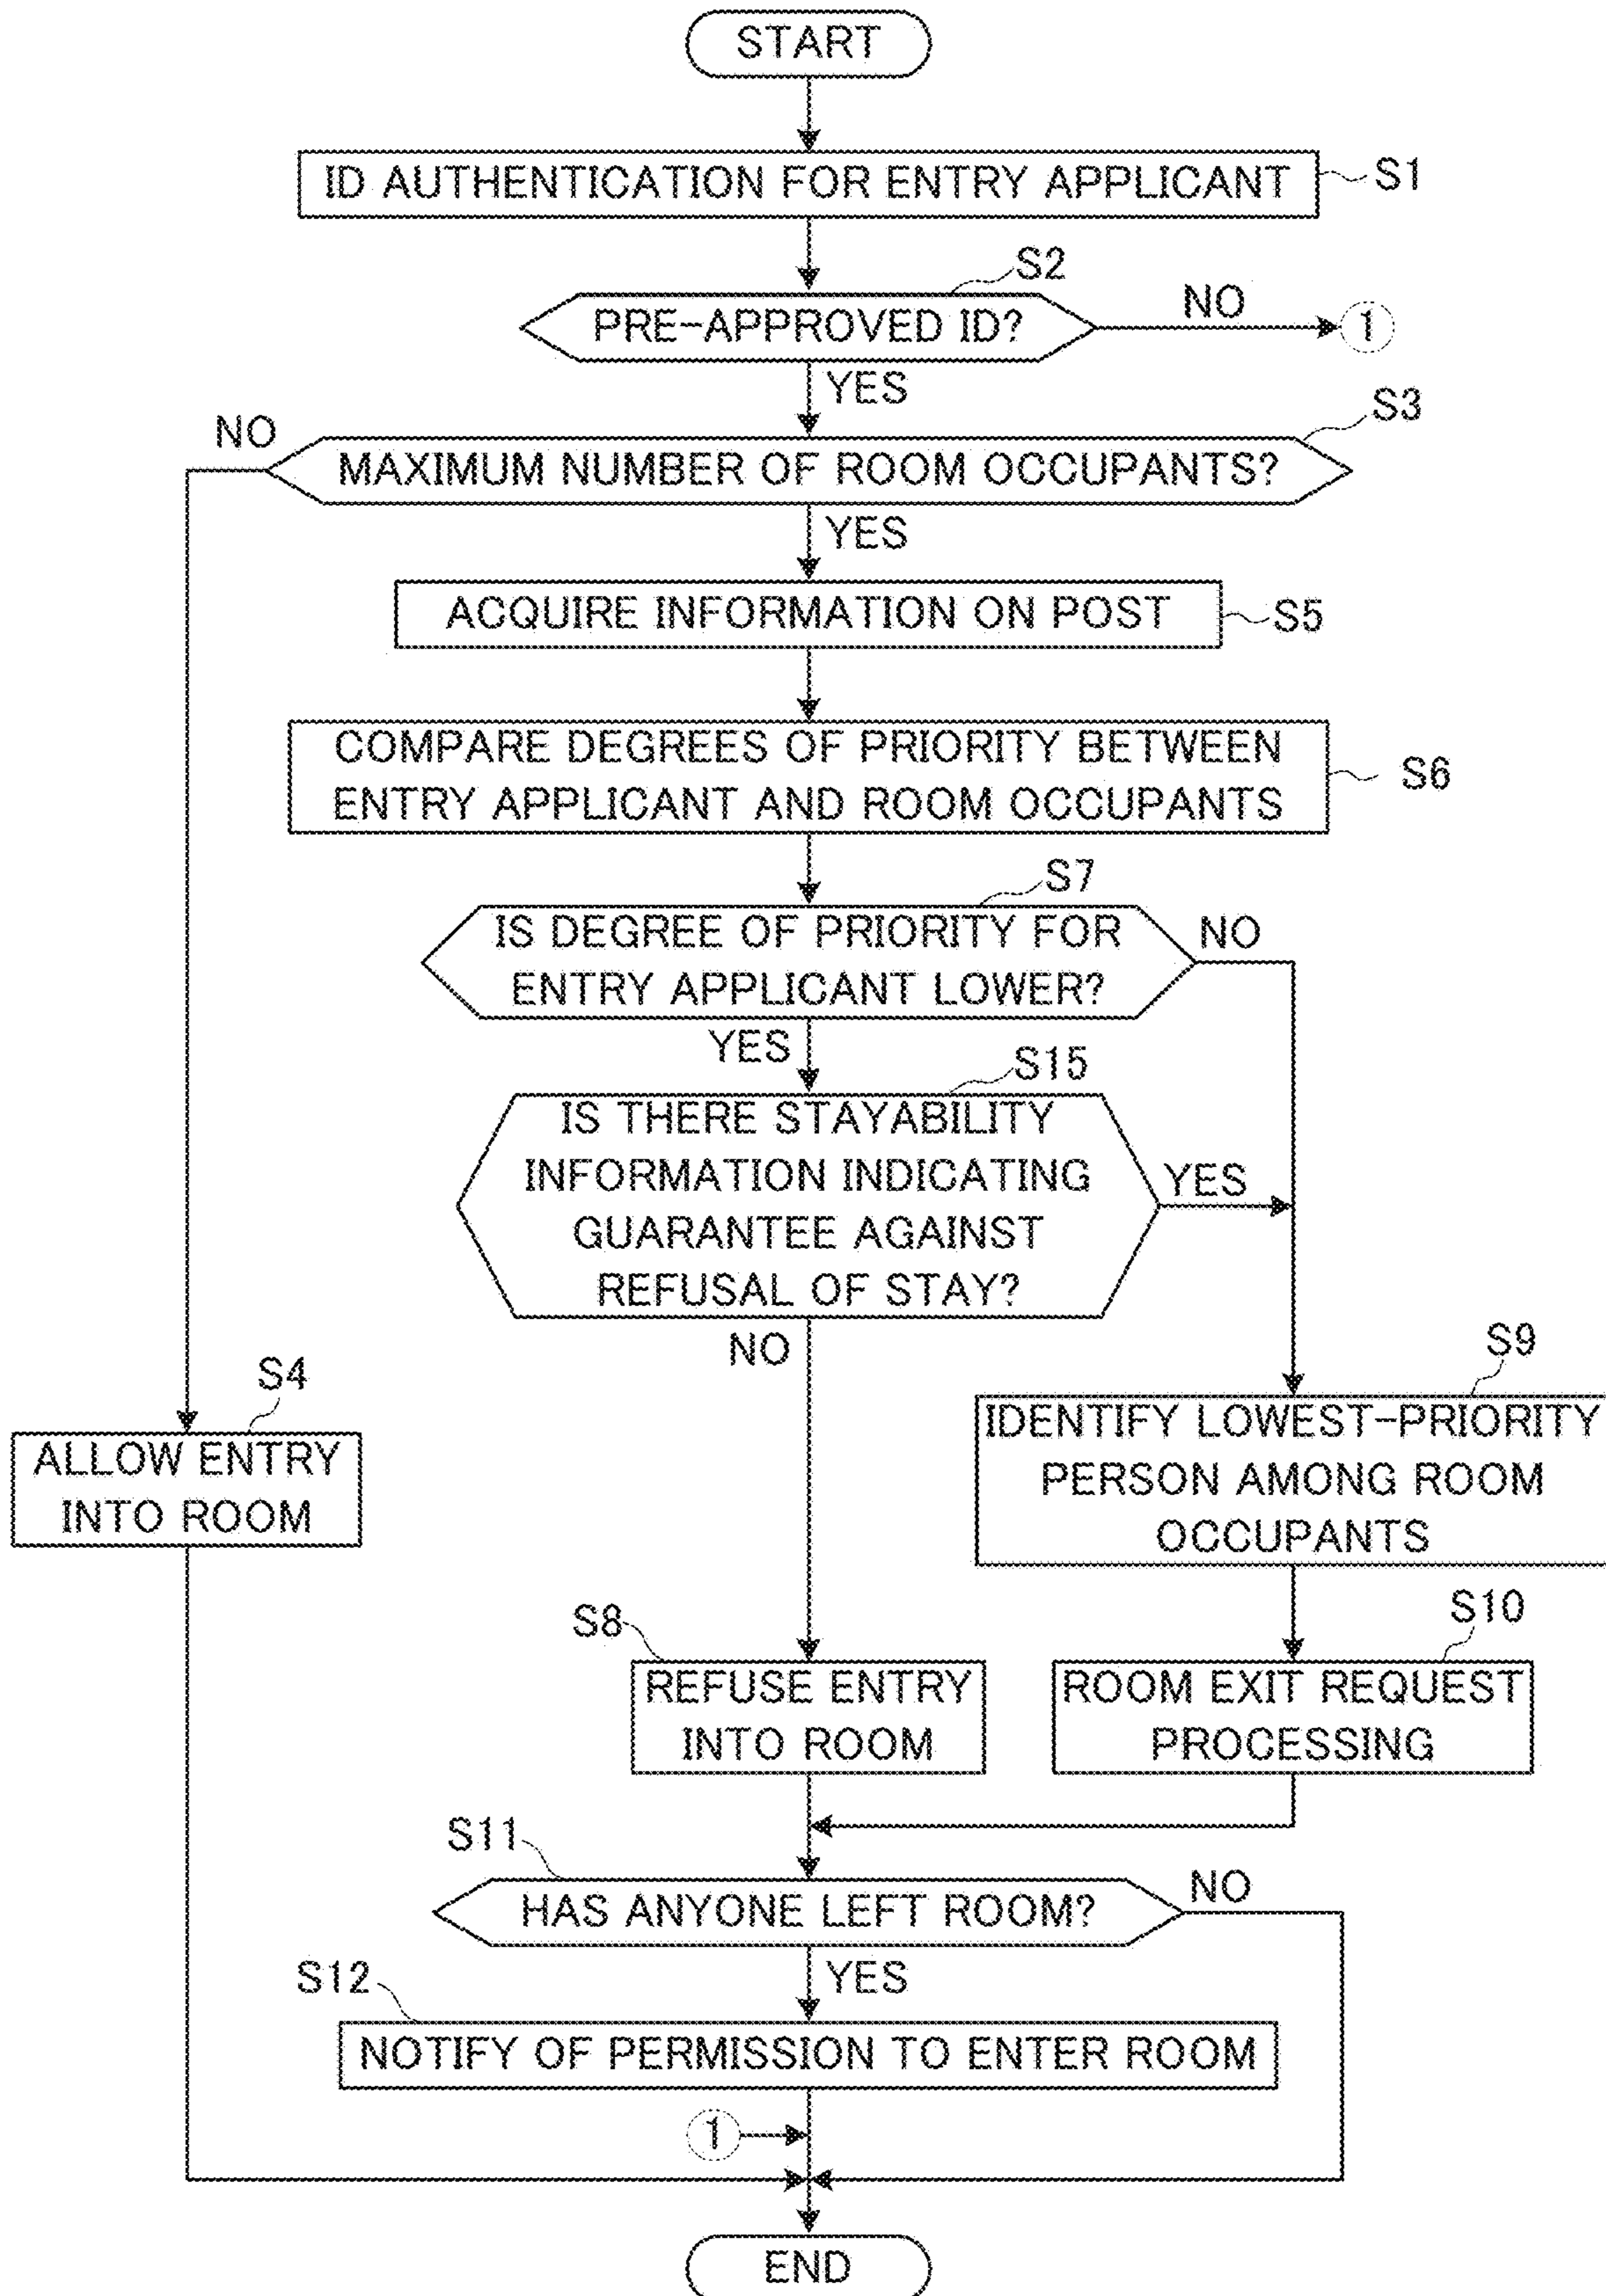 START
ID AUTHENTICATION FOR ENTRY APPLICANT
S1
S2
PRE-APPROVED ID?
NO
1
YES
S3
NO
MAXIMUM NUMBER OF ROOM OCCUPANTS?
YES
ACQUIRE INFORMATION ON POST
S5
COMPARE DEGREES OF PRIORITY BETWEEN
ENTRY APPLICANT AND ROOM OCCUPANTS
S6
S7
IS DEGREE OF PRIORITY FOR
ENTRY APPLICANT LOWER?
NO
YES
S15
IS THERE STAYABILITY
INFORMATION INDICATING
GUARANTEE AGAINST
REFUSAL OF STAY?
YES
NO
S4
ALLOW ENTRY
INTO ROOM
S9
IDENTIFY LOWEST-PRIORITY
PERSON AMONG ROOM
OCCUPANTS
S8
REFUSE ENTRY
INTO ROOM
S10
ROOM EXIT REQUEST
PROCESSING
S11
HAS ANYONE LEFT ROOM?
NO
YES
S12
NOTIFY OF PERMISSION TO ENTER ROOM
1
END